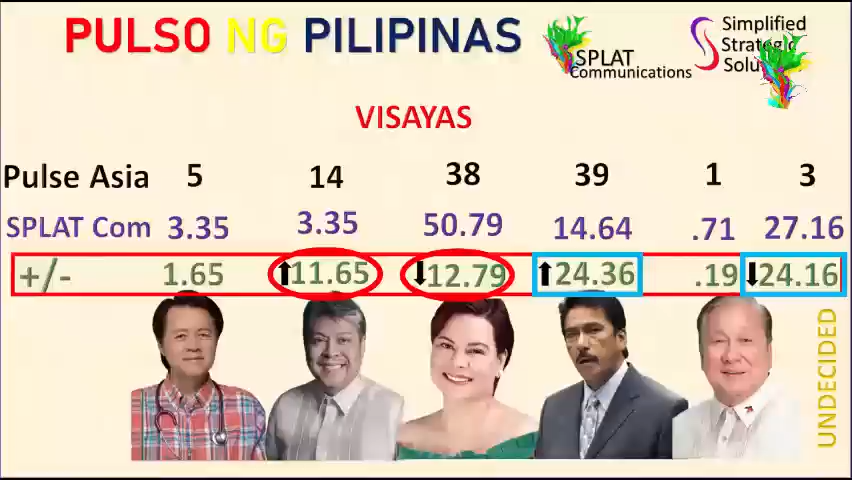 PULSO NG PILIPINAS
SPLAT
Communications
Simplified
Strategic
Solu
VISAYAS
Pulse Asia 5 14 38 39 1 3
SPLAT Com 3.35 3.35 50.79 14.64 .71 27.16
+/- 1.65 ⬆11.65 ⬇12.79 ⬆24.36 .19 ⬇24.16
UNDECIDED